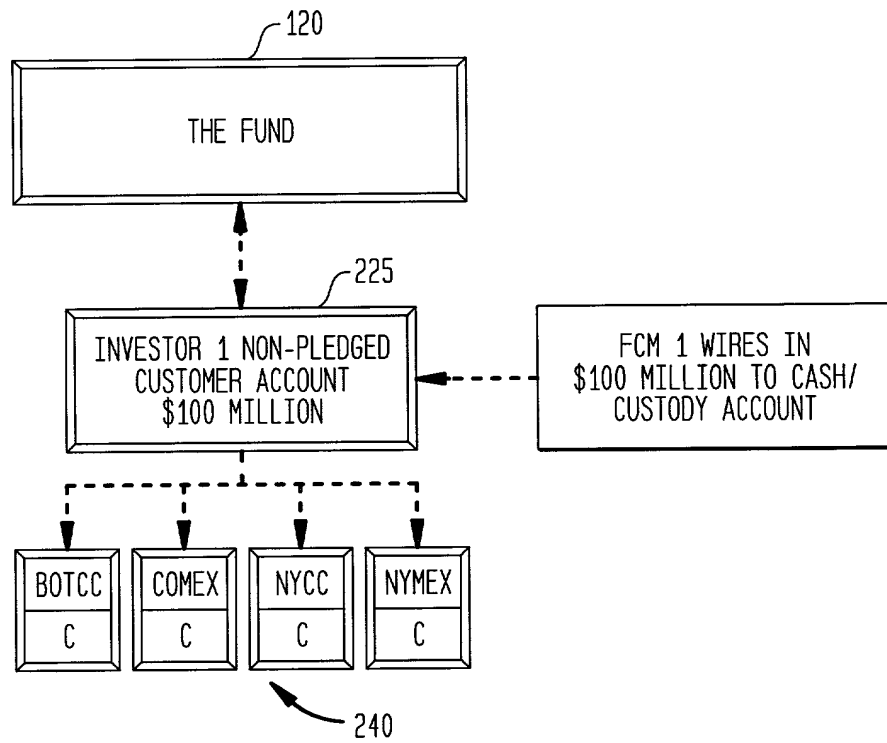 120
THE FUND
225
INVESTOR 1 NON-PLEDGED
CUSTOMER ACCOUNT
$100 MILLION
FCM 1 WIRES IN
$100 MILLION TO CASH/
CUSTODY ACCOUNT
BOTCC
C
COMEX
C
NYCC
C
NYMEX
C
240